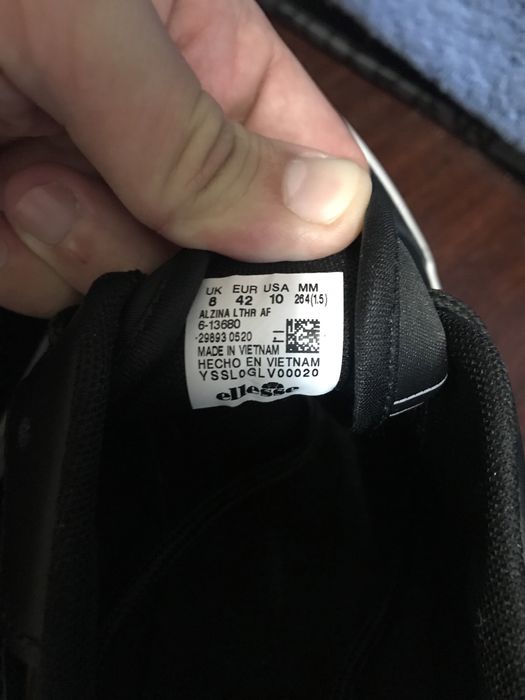 UK EUR USA MM
8 42 10 264(1.5)
ALZINA LTHR AF
6-13680
-29893 0520
MADE IN VIETNAM
HECHO EN VIETNAM
YSSL0GLV00020
ellesse